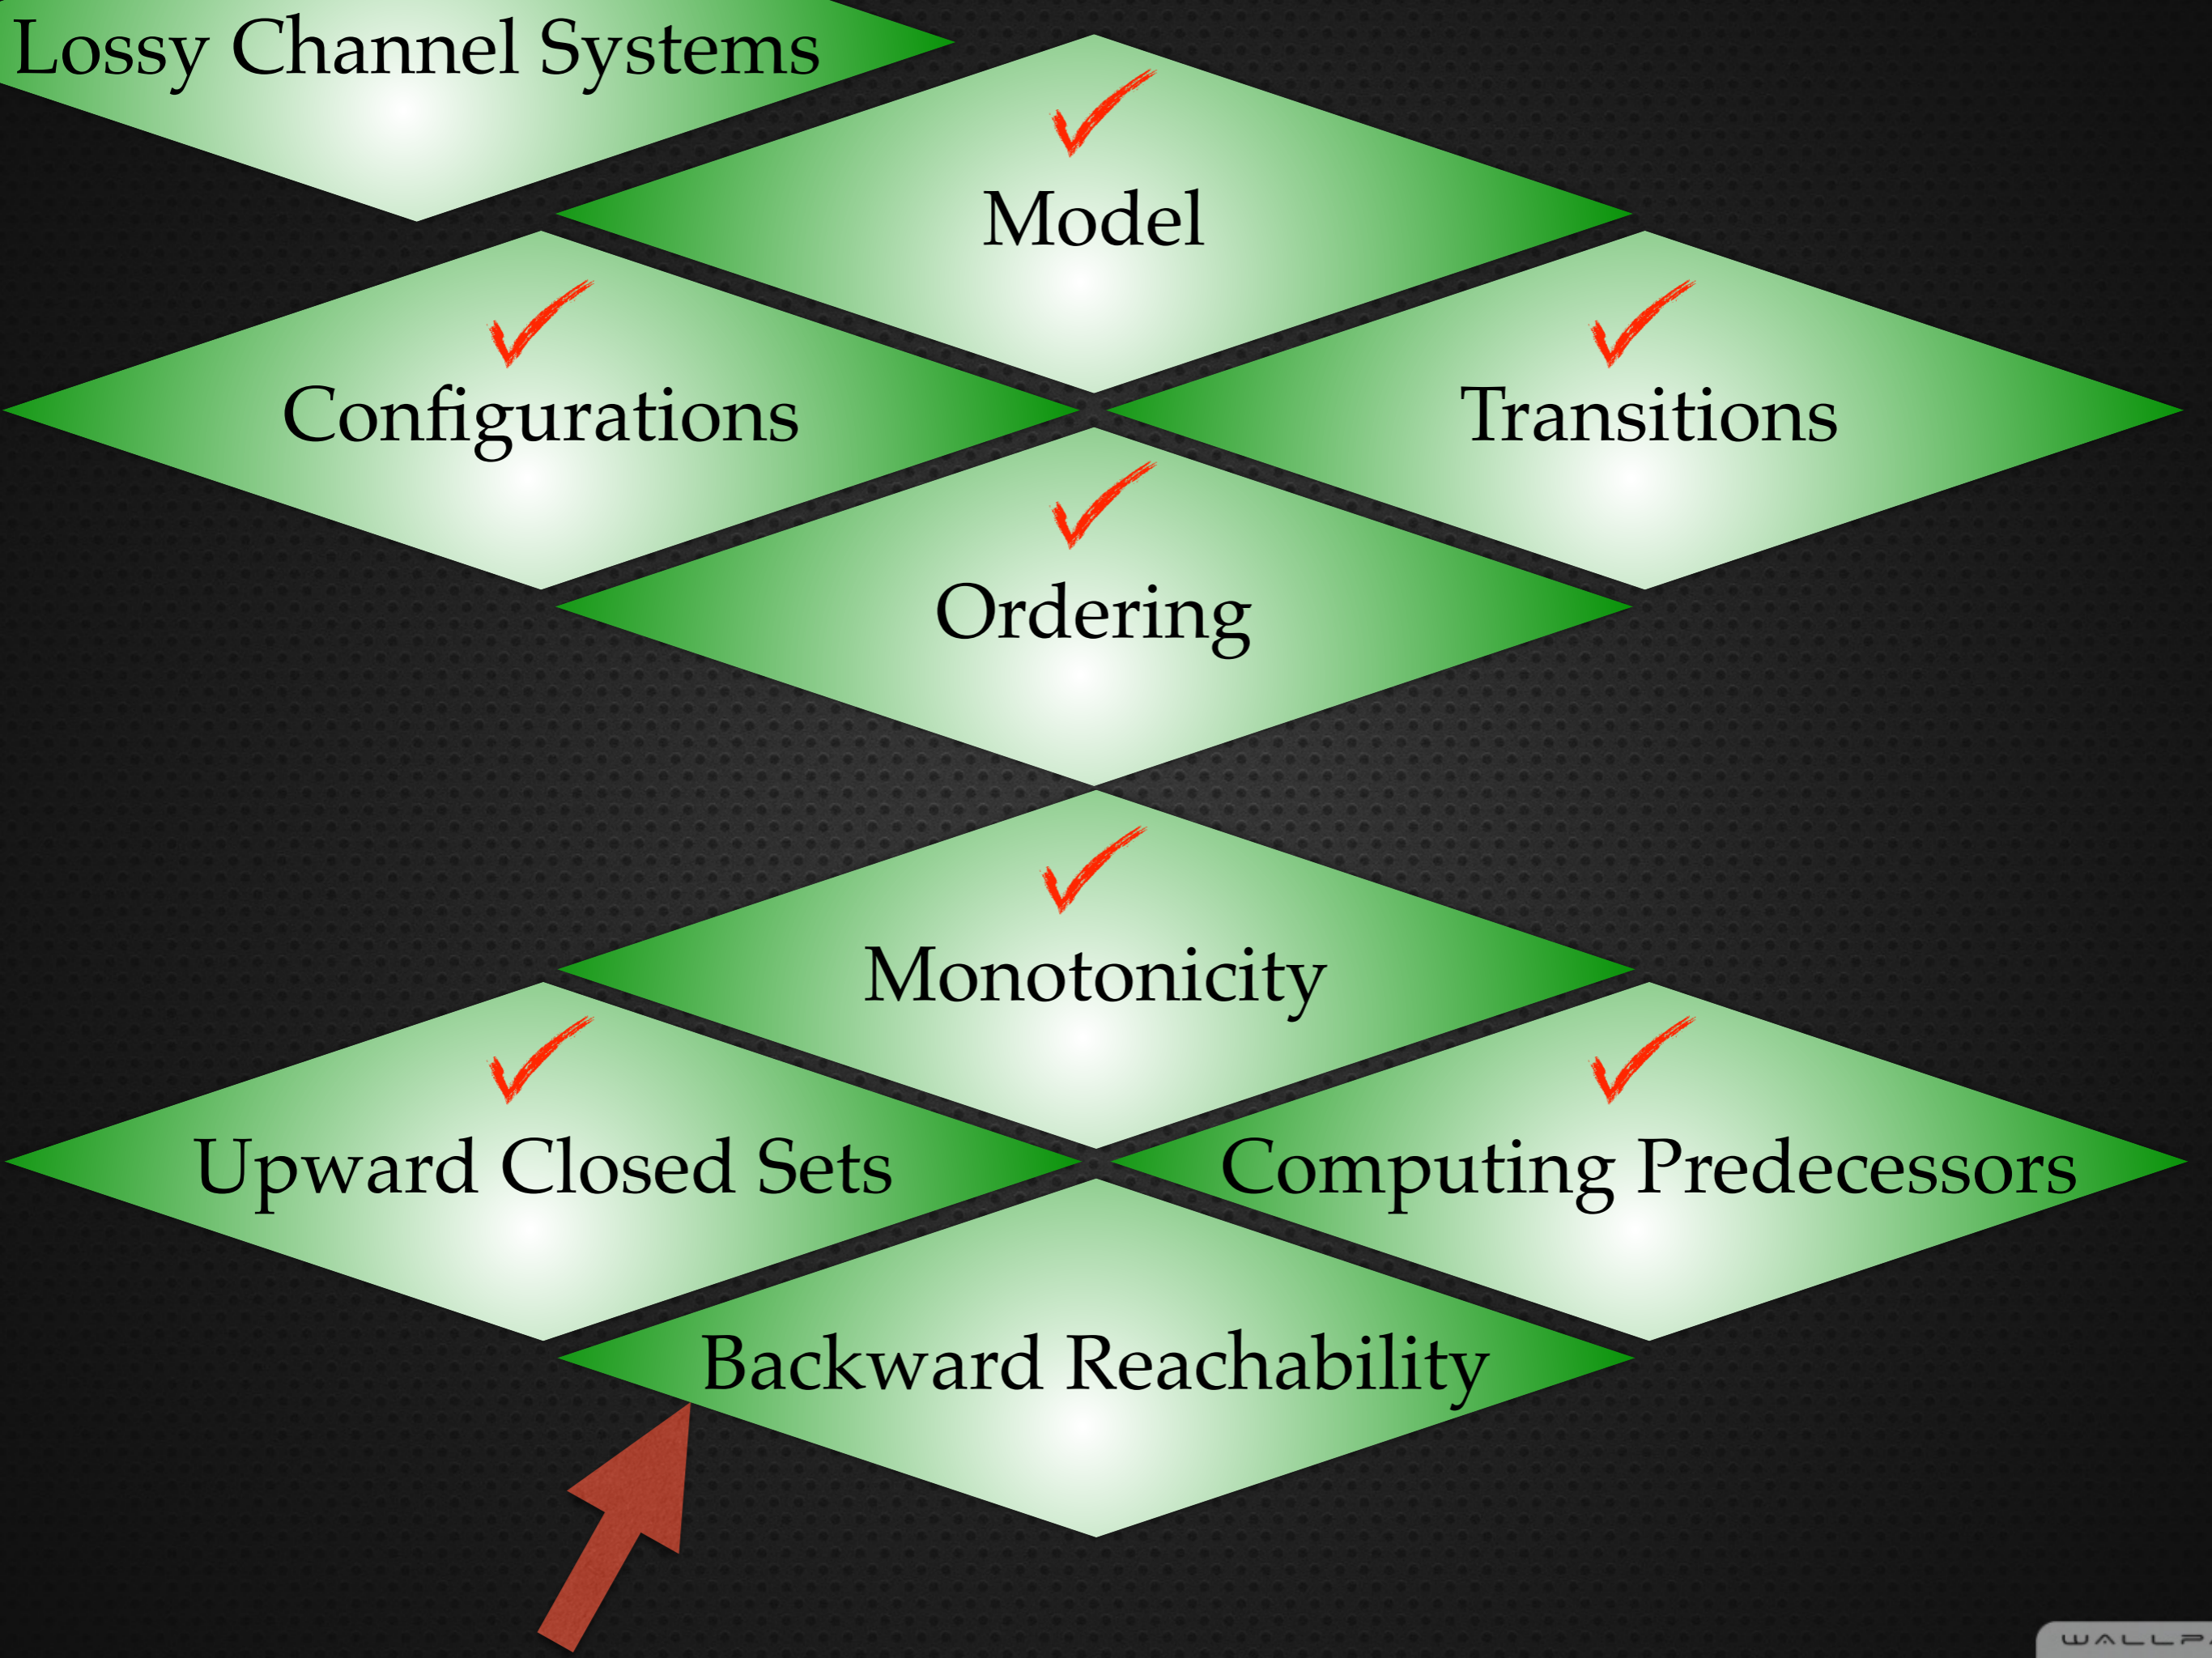 Lossy Channel Systems
Model
Configurations
Transitions
Ordering
Monotonicity
Upward Closed Sets
Computing Predecessors
Backward Reachability